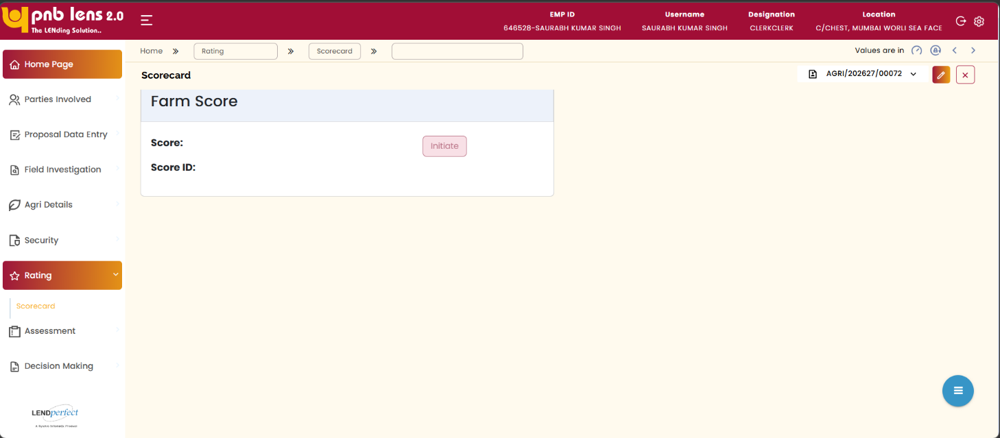 pnb lens 2.0
The LENding Solution..
EMP ID
646528-SAURABH KUMAR SINGH
Username
SAURABH KUMAR SINGH
Designation
CLERKCLERK
Location
C/CHEST, MUMBAI WORLI SEA FACE
Home » Rating » Scorecard »
Values are in
Scorecard
AGRI/202627/00072
Farm Score
Score:
Initiate
Score ID:
Home Page
Parties Involved
Proposal Data Entry
Field Investigation
Agri Details
Security
Rating
Scorecard
Assessment
Decision Making
LENDperfect